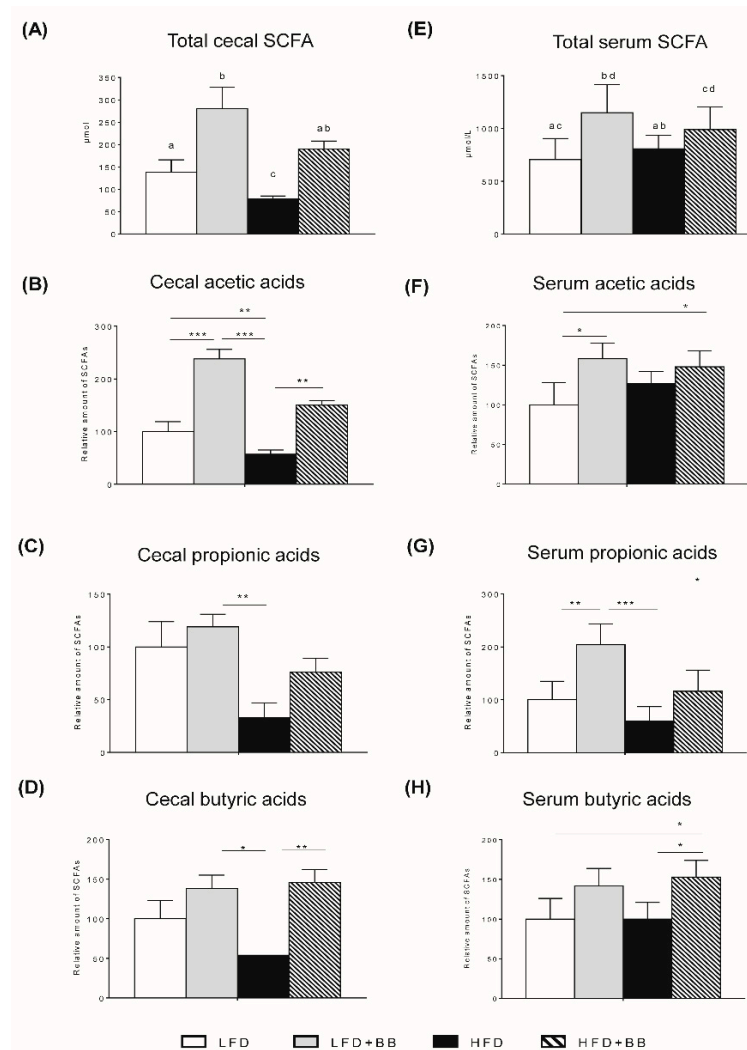 (A)
Total cecal SCFA
350
300
250
200
150
100
50
0
µmol
a
b
c
ab
(E)
Total serum SCFA
1500
1000
500
0
µmol/L
ac
bd
ab
cd
(B)
Cecal acetic acids
300
200
100
0
Relative amount of SCFAs
**
***
***
**
(F)
Serum acetic acids
200
150
100
50
0
Relative amount of SCFAs
*
*
(C)
Cecal propionic acids
150
100
50
0
Relative amount of SCFAs
**
(G)
Serum propionic acids
300
200
100
0
Relative amount of SCFAs
**
***
*
(D)
Cecal butyric acids
200
150
100
50
0
Relative amount of SCFAs
*
**
(H)
Serum butyric acids
200
150
100
50
0
Relative amount of SCFAs
*
*
LFD
LFD+BB
HFD
HFD+BB